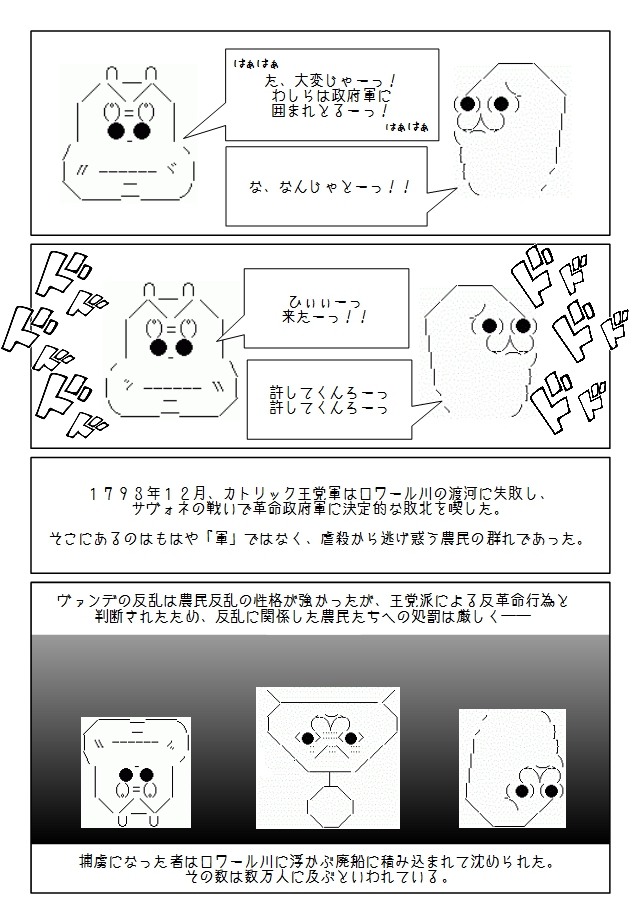 はぁはぁ
た、大変じゃーっ！
わしらは政府軍に
囲まれとるーっ！
はぁはぁ
な、なんじゃとーっ！！
ドド
ドド
ドド
ドド
ドド
ドド
ひぃぃーっ
来たーっ！！
許してくんろーっ
許してくんろーっ
１７９３年１２月、カトリック王党軍はロワール川の渡河に失敗し、
サヴォネの戦いで革命政府軍に決定的な敗北を喫した。
そこにあるのはもはや「軍」ではなく、虐殺から逃げ惑う農民の群れであった。
ヴァンデの反乱は農民反乱の性格が強かったが、王党派による反革命行為と
判断されたため、反乱に関係した農民たちへの処罰は厳しく――
捕虜になった者はロワール川に浮かぶ廃船に積み込まれて沈められた。
その数は数万人に及ぶといわれている。